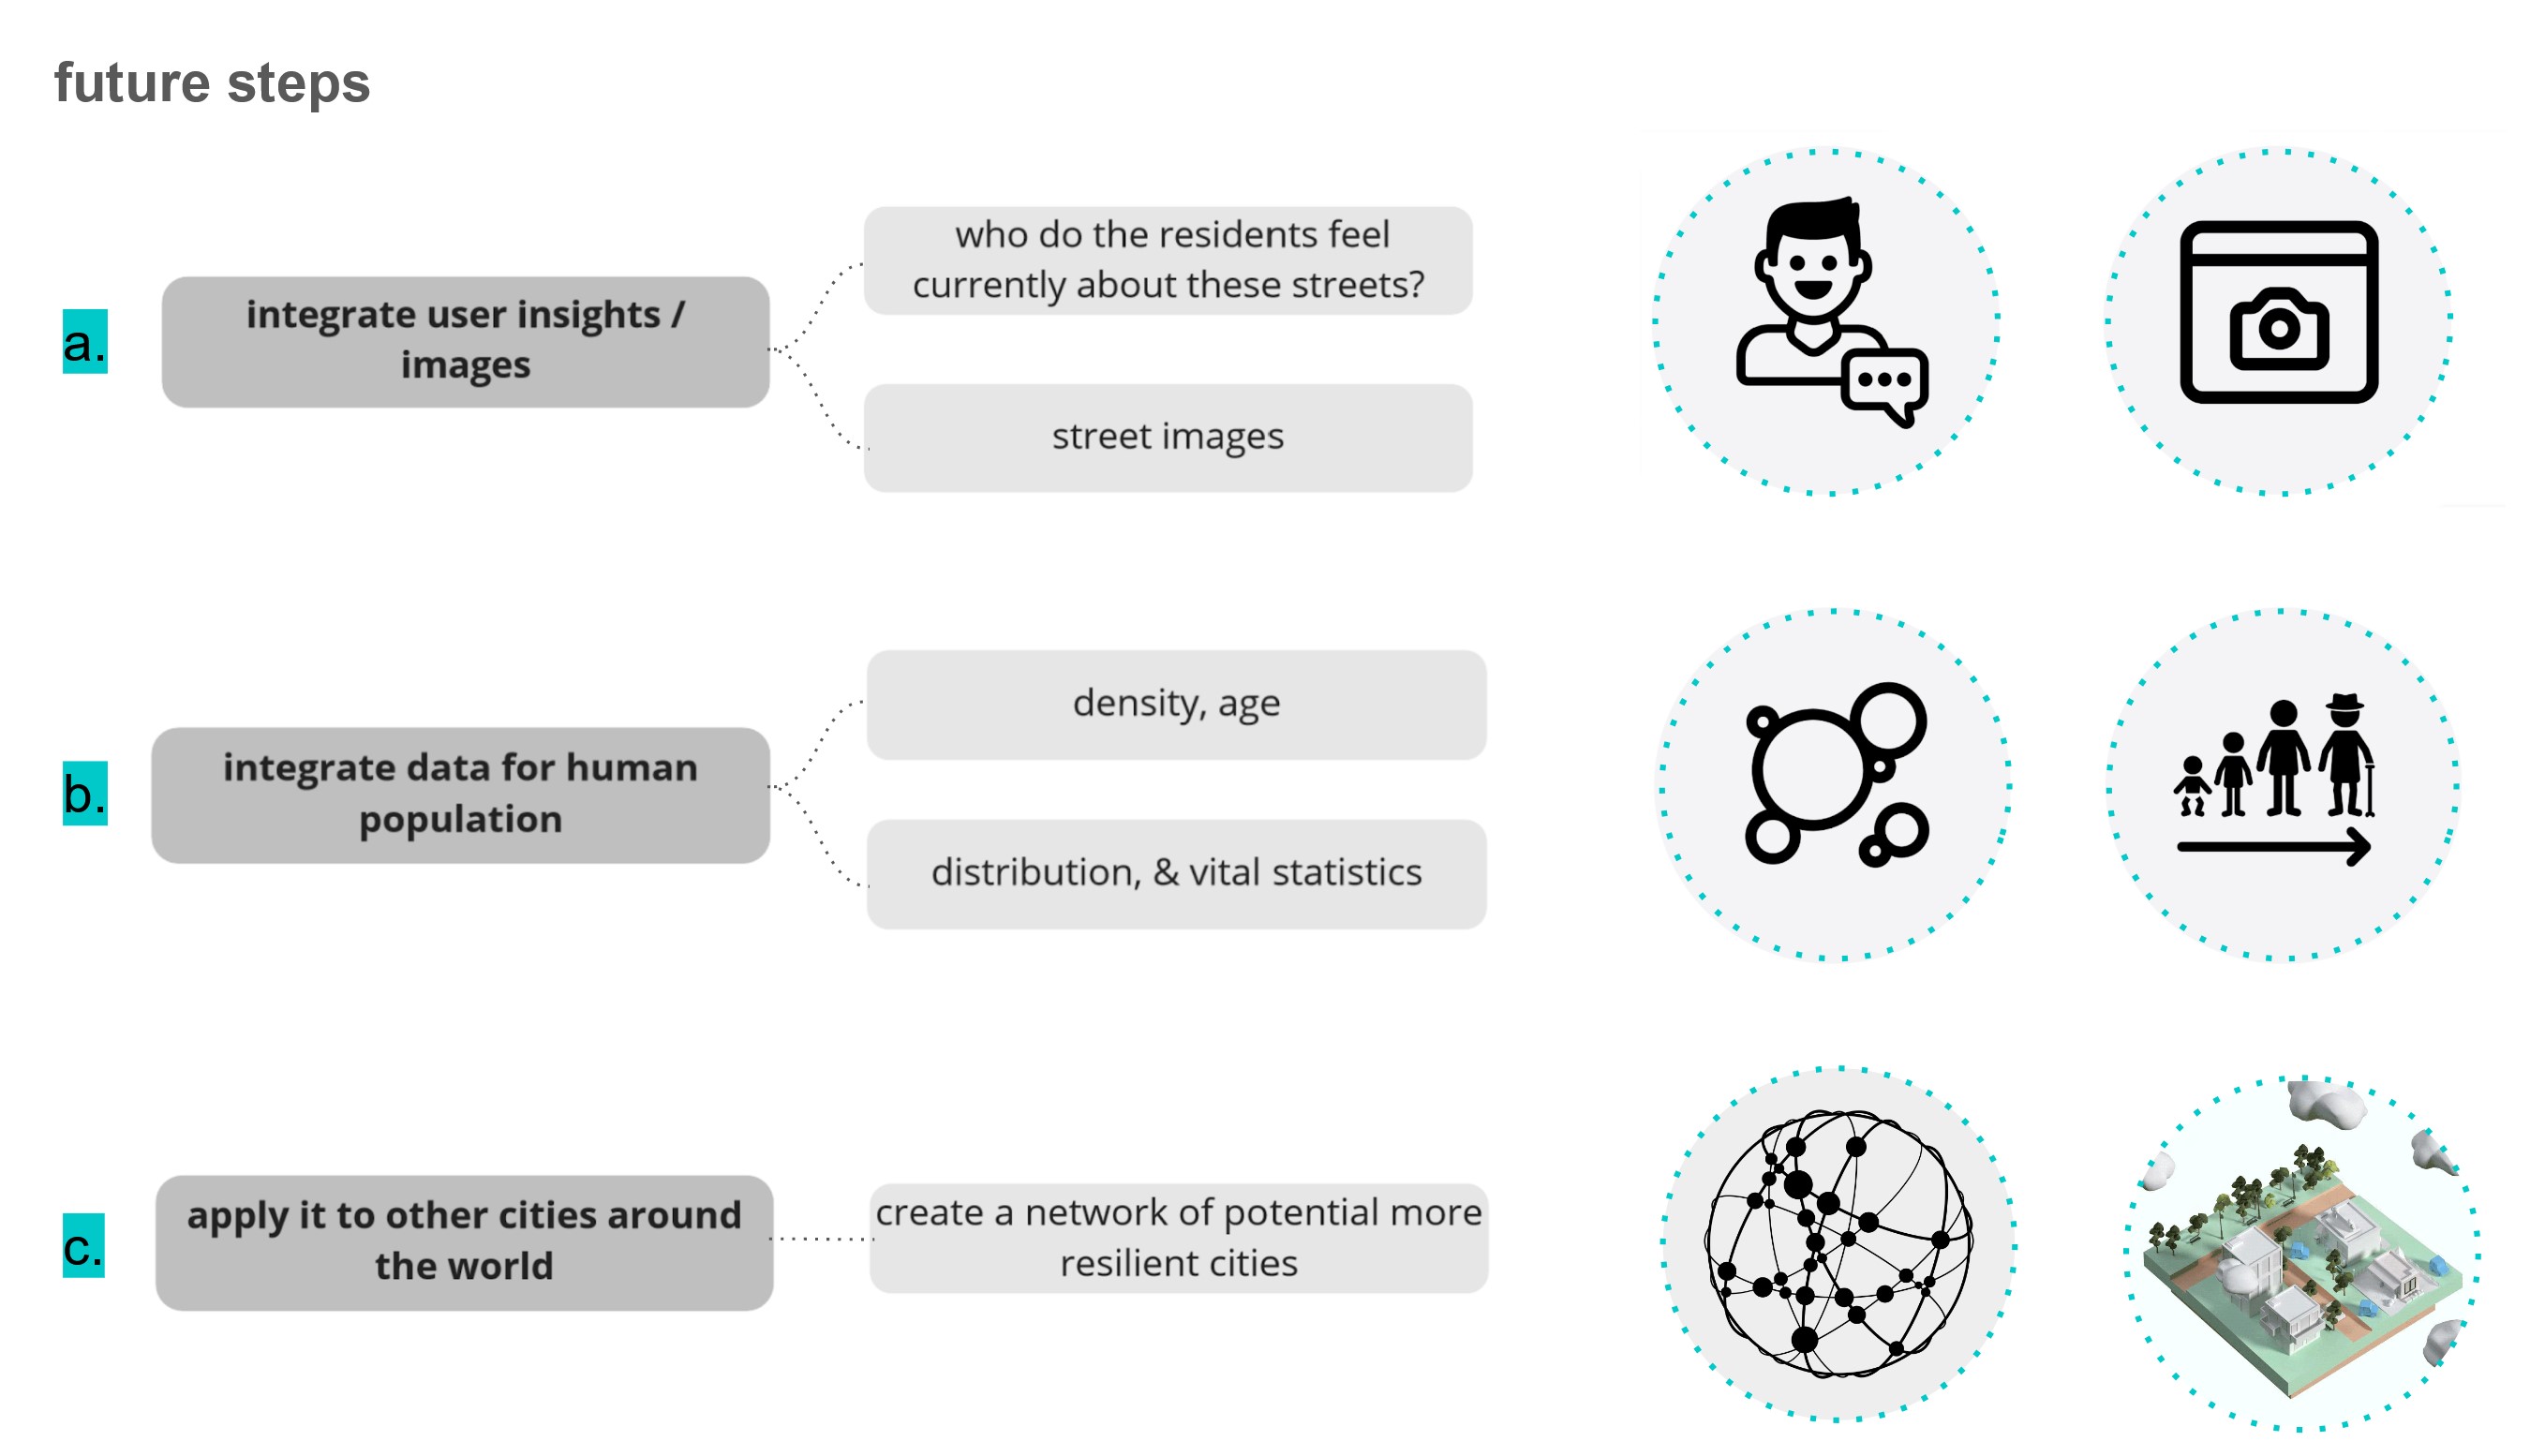 future steps
a.
integrate user insights /
images
who do the residents feel
currently about these streets?
street images
b.
integrate data for human
population
density, age
distribution, & vital statistics
c.
apply it to other cities around
the world
create a network of potential more
resilient cities